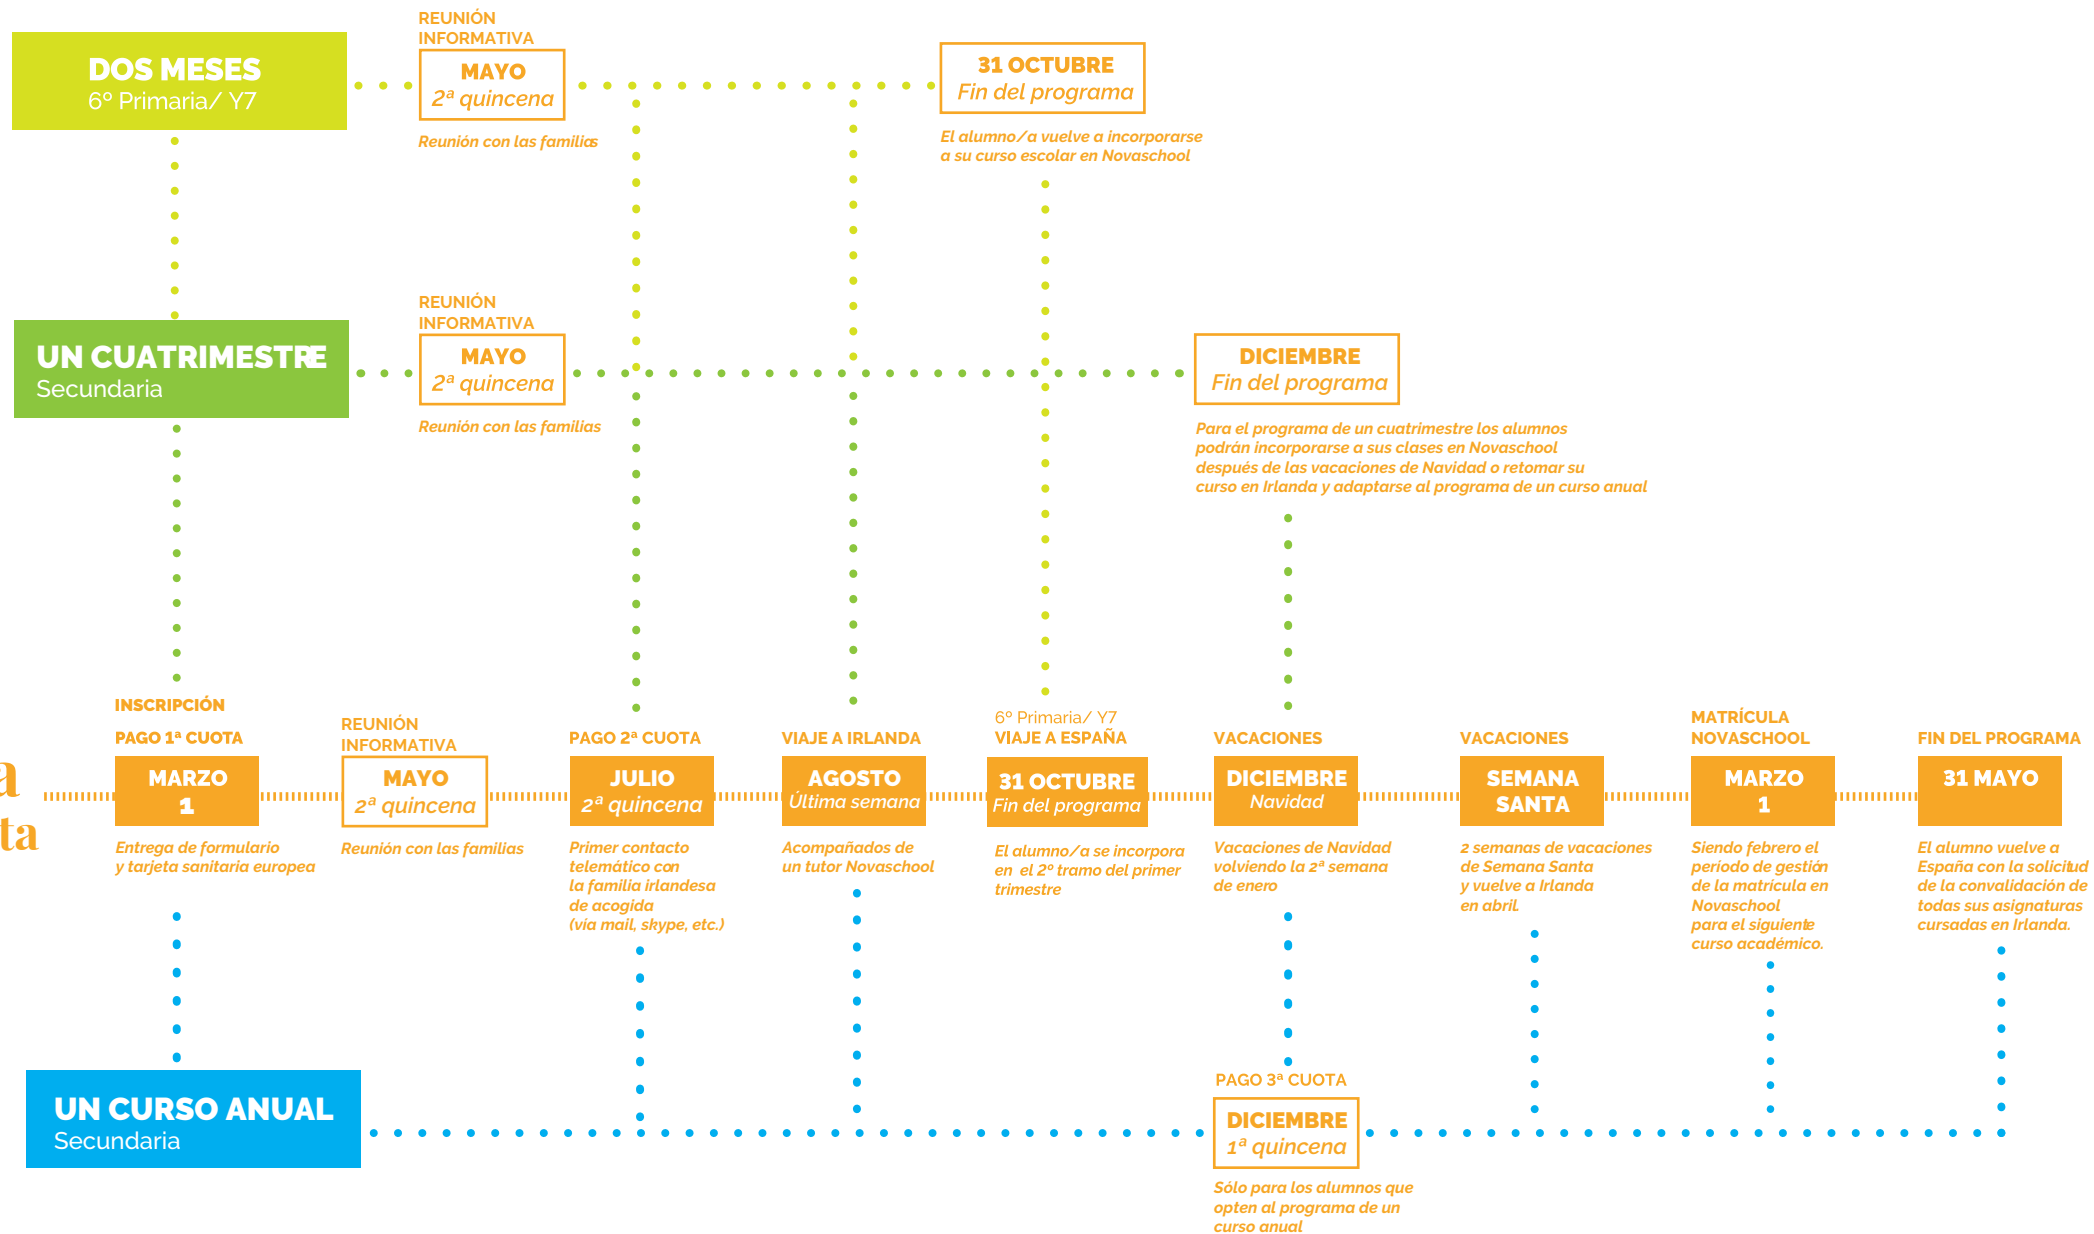 DOS MESES
6º Primaria/ Y7
REUNIÓN
INFORMATIVA
MAYO
2ª quincena
Reunión con las familias
31 OCTUBRE
Fin del programa
El alumno/a vuelve a incorporarse
a su curso escolar en Novaschool
UN CUATRIMESTRE
Secundaria
REUNIÓN
INFORMATIVA
MAYO
2ª quincena
Reunión con las familias
DICIEMBRE
Fin del programa
Para el programa de un cuatrimestre los alumnos
podrán incorporarse a sus clases en Novaschool
después de las vacaciones de Navidad o retomar su
curso en Irlanda y adaptarse al programa de un curso anual
a
ta
INSCRIPCIÓN
PAGO 1ª CUOTA
MARZO
1
Entrega de formulario
y tarjeta sanitaria europea
REUNIÓN
INFORMATIVA
MAYO
2ª quincena
Reunión con las familias
PAGO 2ª CUOTA
JULIO
2ª quincena
Primer contacto
telemático con
la familia irlandesa
de acogida
(vía mail, skype, etc.)
VIAJE A IRLANDA
AGOSTO
Última semana
Acompañados de
un tutor Novaschool
6º Primaria/ Y7
VIAJE A ESPAÑA
31 OCTUBRE
Fin del programa
El alumno/a se incorpora
en el 2º tramo del primer
trimestre
VACACIONES
DICIEMBRE
Navidad
Vacaciones de Navidad
volviendo la 2ª semana
de enero
VACACIONES
SEMANA
SANTA
2 semanas de vacaciones
de Semana Santa
y vuelve a Irlanda
en abril.
MATRÍCULA
NOVASCHOOL
MARZO
1
Siendo febrero el
período de gestión
de la matrícula en
Novaschool
para el siguiente
curso académico.
FIN DEL PROGRAMA
31 MAYO
El alumno vuelve a
España con la solicitud
de la convalidación de
todas sus asignaturas
cursadas en Irlanda.
UN CURSO ANUAL
Secundaria
PAGO 3ª CUOTA
DICIEMBRE
1ª quincena
Sólo para los alumnos que
opten al programa de un
curso anual